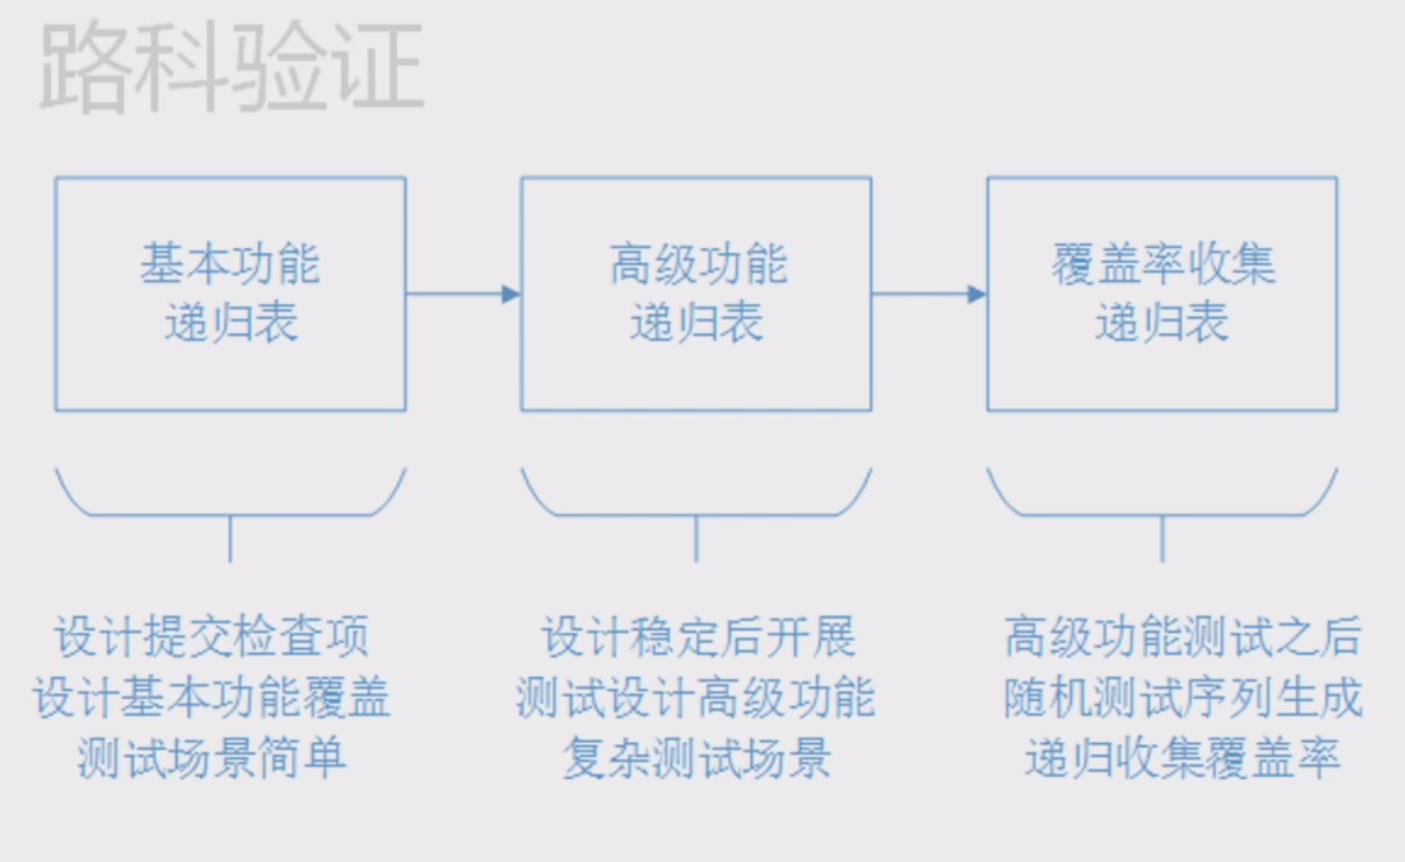 路科验证
基本功能
递归表
高级功能
递归表
覆盖率收集
递归表
设计提交检查项
设计基本功能覆盖
测试场景简单
设计稳定后开展
测试设计高级功能
复杂测试场景
高级功能测试之后
随机测试序列生成
递归收集覆盖率